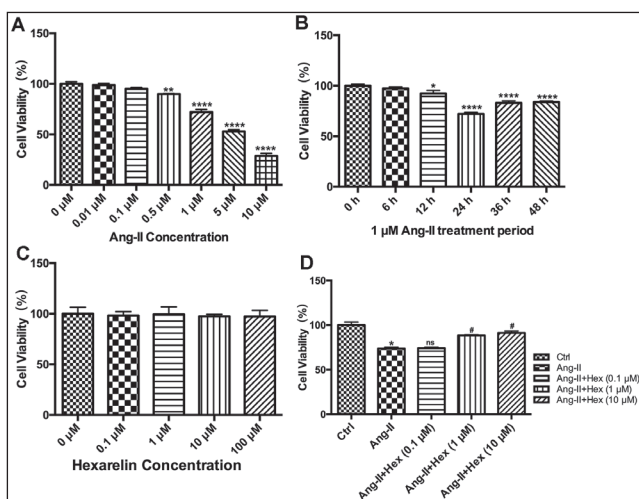 A
Cell Viability (%)
150
100
50
0
**
****
****
****
0 μM
0.01 μM
0.1 μM
0.5 μM
1 μM
5 μM
10 μM
Ang-II Concentration
B
Cell Viability (%)
150
100
50
0
*
****
****
****
0 h
6 h
12 h
24 h
36 h
48 h
1 μM Ang-II treatment period
C
Cell Viability (%)
150
100
50
0
0 μM
0.1 μM
1 μM
10 μM
100 μM
Hexarelin Concentration
D
Cell Viability (%)
150
100
50
0
*
ns
#
#
Ctrl
Ang-II
Ang-II+Hex (0.1 μM)
Ang-II+Hex (1 μM)
Ang-II+Hex (10 μM)
Ctrl
Ang-II
Ang-II+Hex (0.1 μM)
Ang-II+Hex (1 μM)
Ang-II+Hex (10 μM)